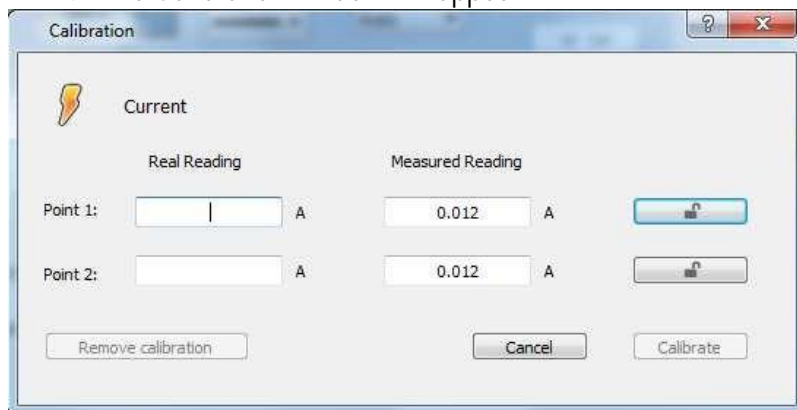 Calibration ?
Current
Real Reading Measured Reading
Point 1: A 0.012 A
Point 2: A 0.012 A
Remove calibration Cancel Calibrate